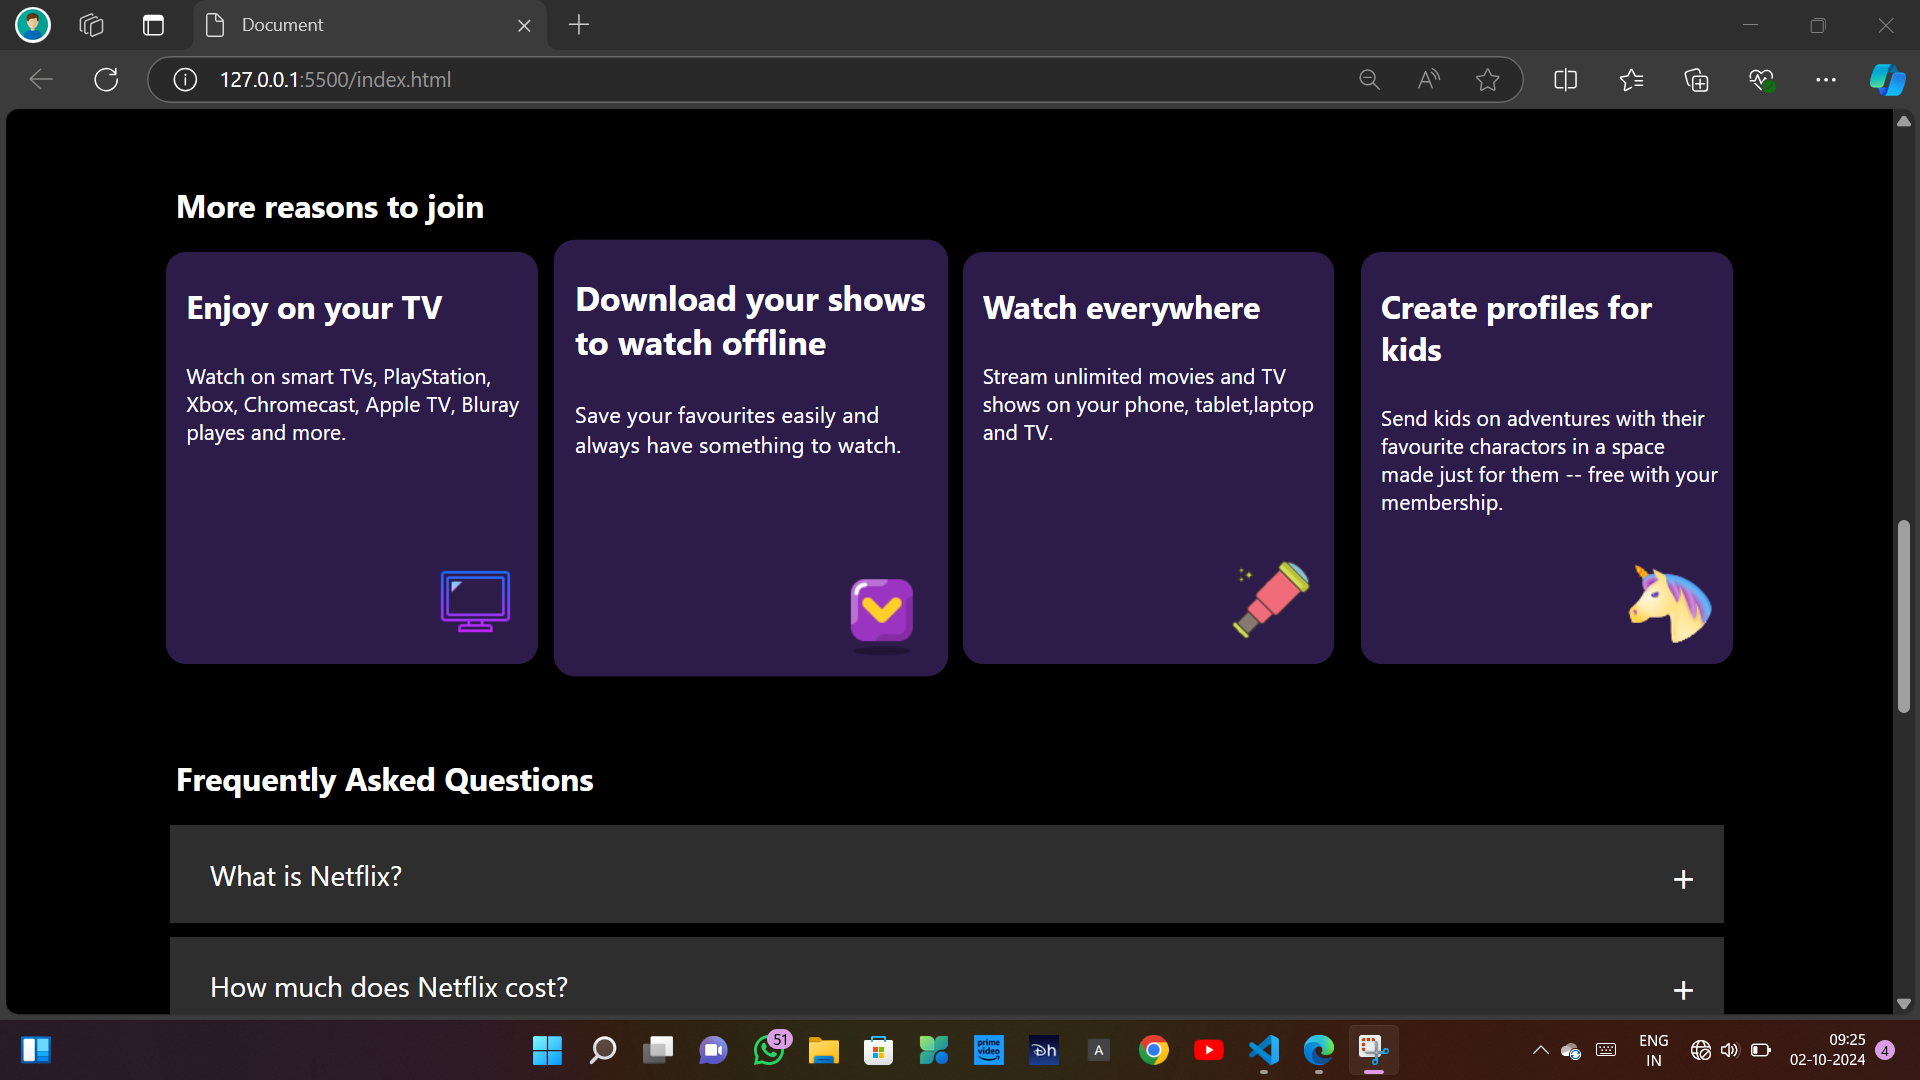 Document
127.0.0.1:5500/index.html
More reasons to join
Enjoy on your TV
Watch on smart TVs, PlayStation,
Xbox, Chromecast, Apple TV, Bluray
playes and more.
Download your shows
to watch offline
Save your favourites easily and
always have something to watch.
Watch everywhere
Stream unlimited movies and TV
shows on your phone, tablet,laptop
and TV.
Create profiles for
kids
Send kids on adventures with their
favourite charactors in a space
made just for them -- free with your
membership.
Frequently Asked Questions
What is Netflix?
+
How much does Netflix cost?
+
51
prime
video
Dh
A
ENG
IN
09:25
02-10-2024
4